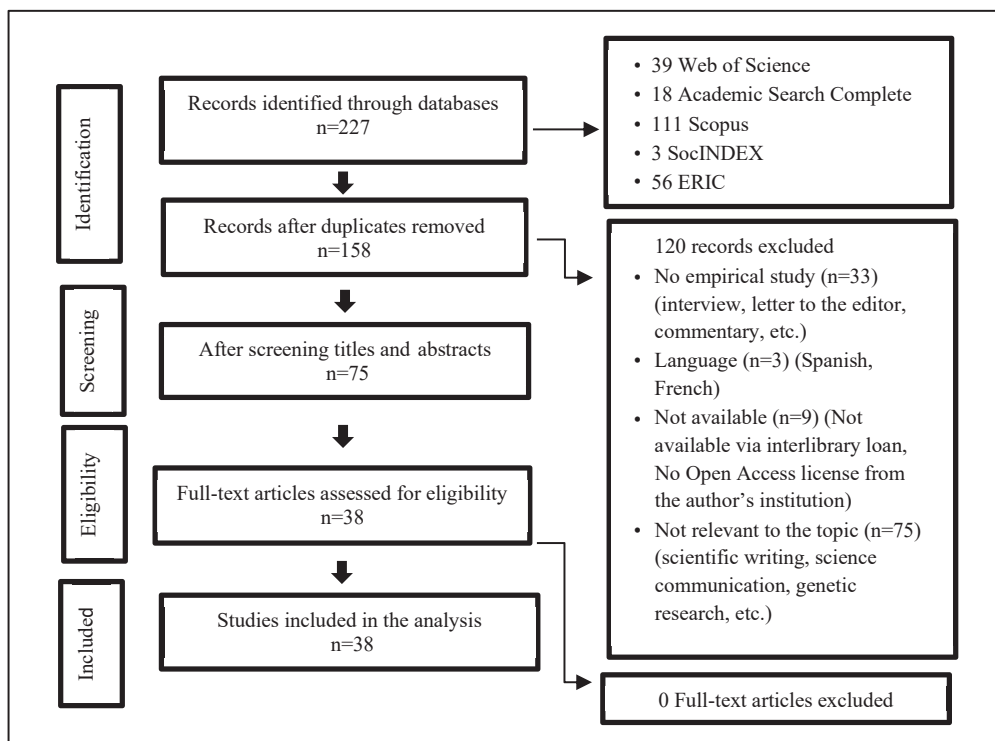 Identification
Records identified through databases
n=227
• 39 Web of Science
• 18 Academic Search Complete
• 111 Scopus
• 3 SocINDEX
• 56 ERIC
Records after duplicates removed
n=158
120 records excluded
• No empirical study (n=33)
(interview, letter to the editor,
commentary, etc.)
• Language (n=3) (Spanish,
French)
• Not available (n=9) (Not
available via interlibrary loan,
No Open Access license from
the author's institution)
• Not relevant to the topic (n=75)
(scientific writing, science
communication, genetic
research, etc.)
Screening
After screening titles and abstracts
n=75
Eligibility
Full-text articles assessed for eligibility
n=38
Included
Studies included in the analysis
n=38
0 Full-text articles excluded